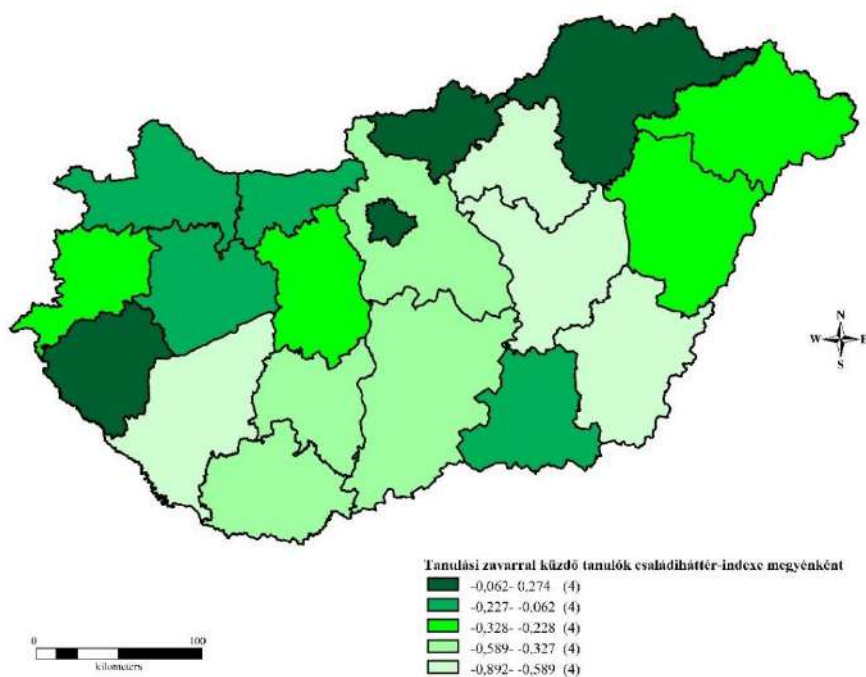 N
W E
S
Tanulási zavarral küzdő tanulók családiháttér-indexe megyénként
-0,062- 0,274 (4)
-0,227- -0,062 (4)
-0,328- -0,228 (4)
-0,589- -0,327 (4)
-0,892- -0,589 (4)
0 100
kilometers